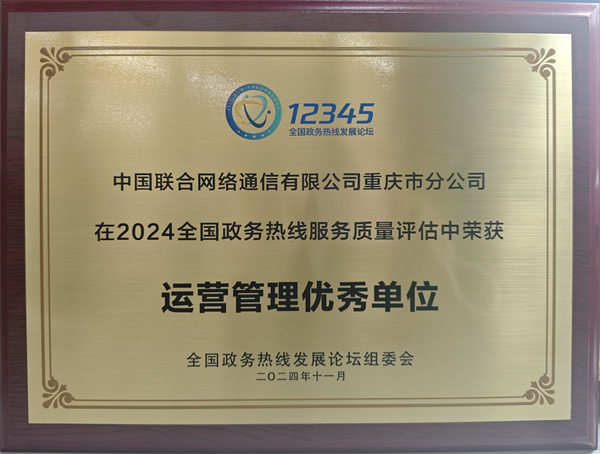 12345
全国政务热线发展论坛
中国联合网络通信有限公司重庆市分公司
在2024全国政务热线服务质量评估中荣获
运营管理优秀单位
全国政务热线发展论坛组委会
二〇二四年十一月